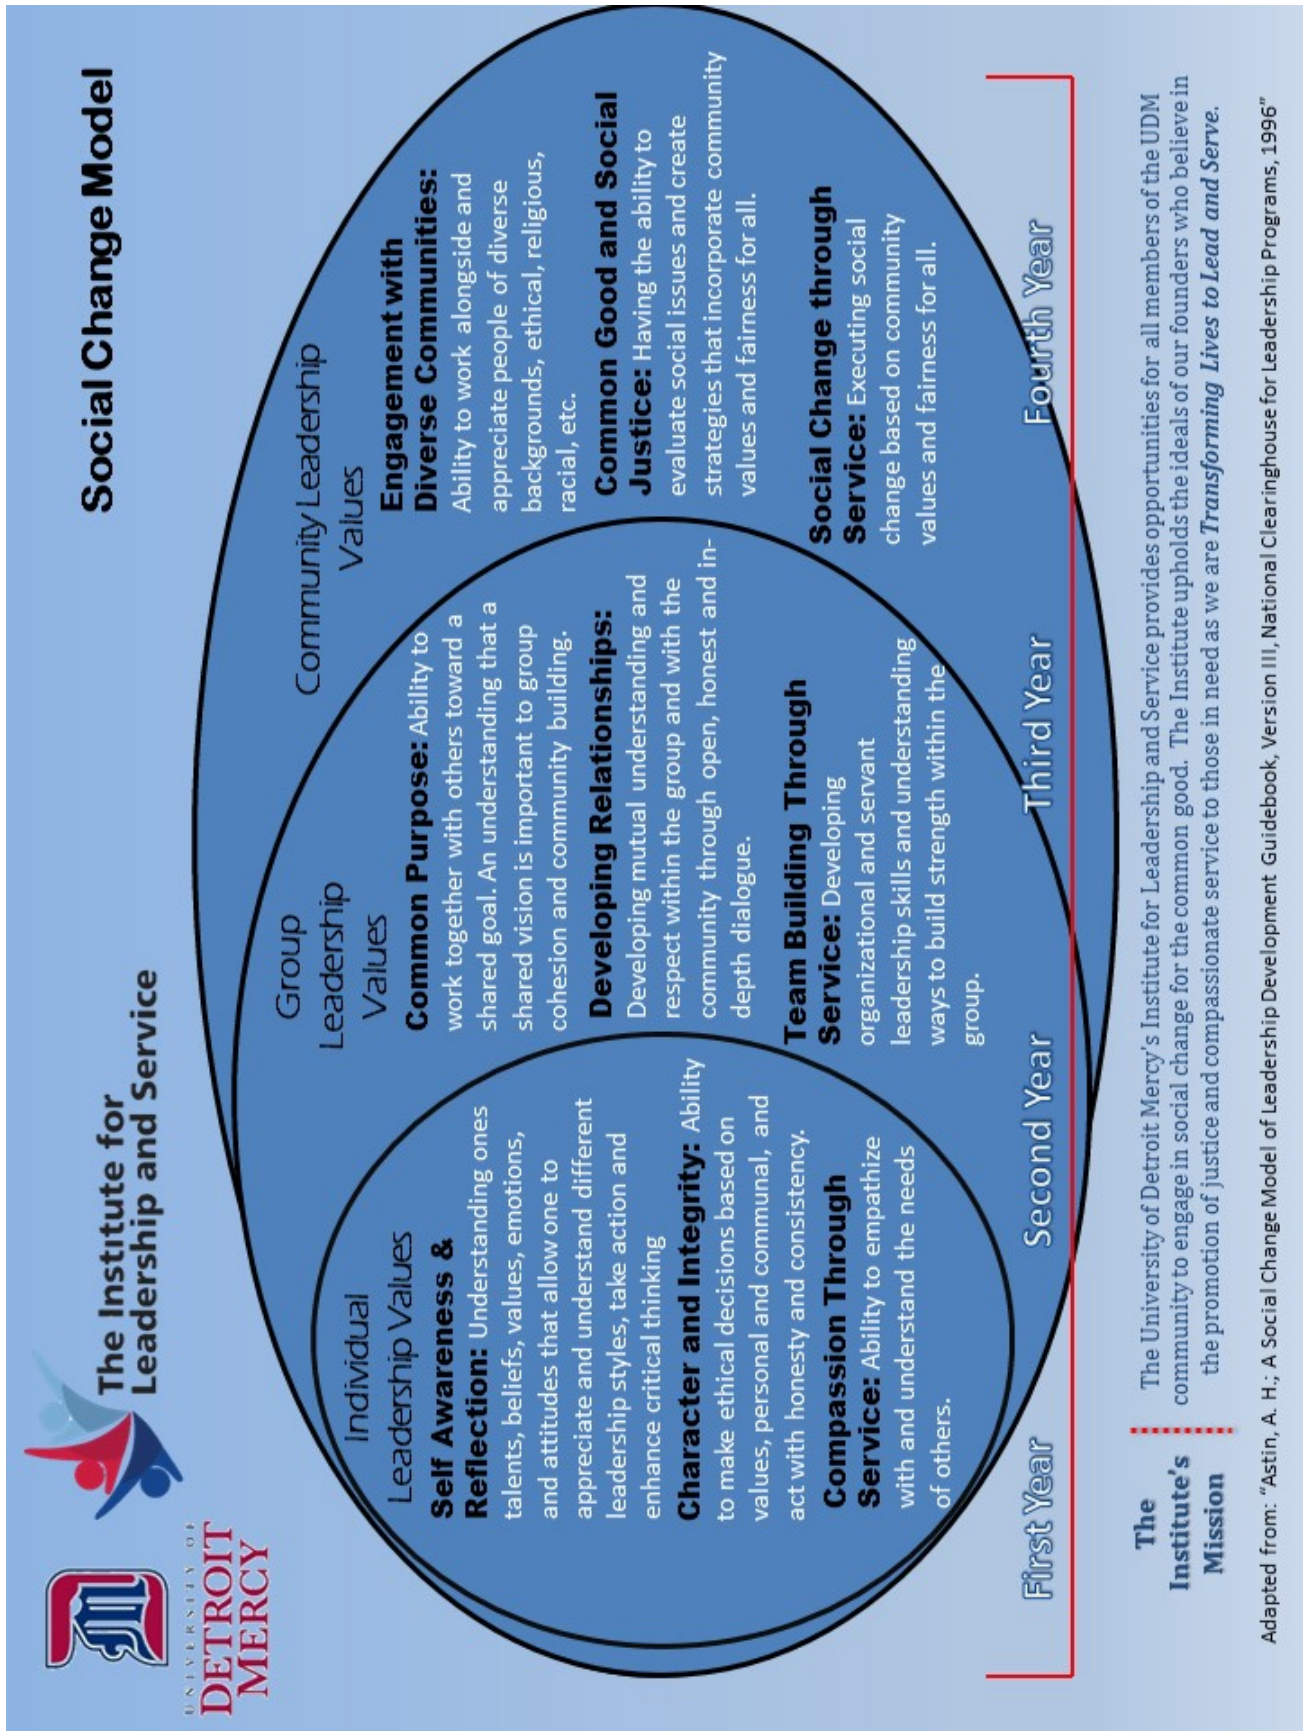 UNIVERSITY OF
DETROIT
MERCY
The Institute for
Leadership and Service
Social Change Model
Individual
Leadership Values
Self Awareness &
Reflection: Understanding ones
talents, beliefs, values, emotions,
and attitudes that allow one to
appreciate and understand different
leadership styles, take action and
enhance critical thinking
Character and Integrity: Ability
to make ethical decisions based on
values, personal and communal, and
act with honesty and consistency.
Compassion Through
Service: Ability to empathize
with and understand the needs
of others.
Group
Leadership
Values
Common Purpose: Ability to
work together with others toward a
shared goal. An understanding that a
shared vision is important to group
cohesion and community building.
Developing Relationships:
Developing mutual understanding and
respect within the group and with the
community through open, honest and in-
depth dialogue.
Team Building Through
Service: Developing
organizational and servant
leadership skills and understanding
ways to build strength within the
group.
Community Leadership
Values
Engagement with
Diverse Communities:
Ability to work alongside and
appreciate people of diverse
backgrounds, ethical, religious,
racial, etc.
Common Good and Social
Justice: Having the ability to
evaluate social issues and create
strategies that incorporate community
values and fairness for all.
Social Change through
Service: Executing social
change based on community
values and fairness for all.
First Year
Second Year
Third Year
Fourth Year
The
Institute's
Mission
The University of Detroit Mercy's Institute for Leadership and Service provides opportunities for all members of the UDM
community to engage in social change for the common good. The Institute upholds the ideals of our founders who believe in
the promotion of justice and compassionate service to those in need as we are Transforming Lives to Lead and Serve.
Adapted from: "Astin, A. H.; A Social Change Model of Leadership Development Guidebook, Version III, National Clearinghouse for Leadership Programs, 1996"